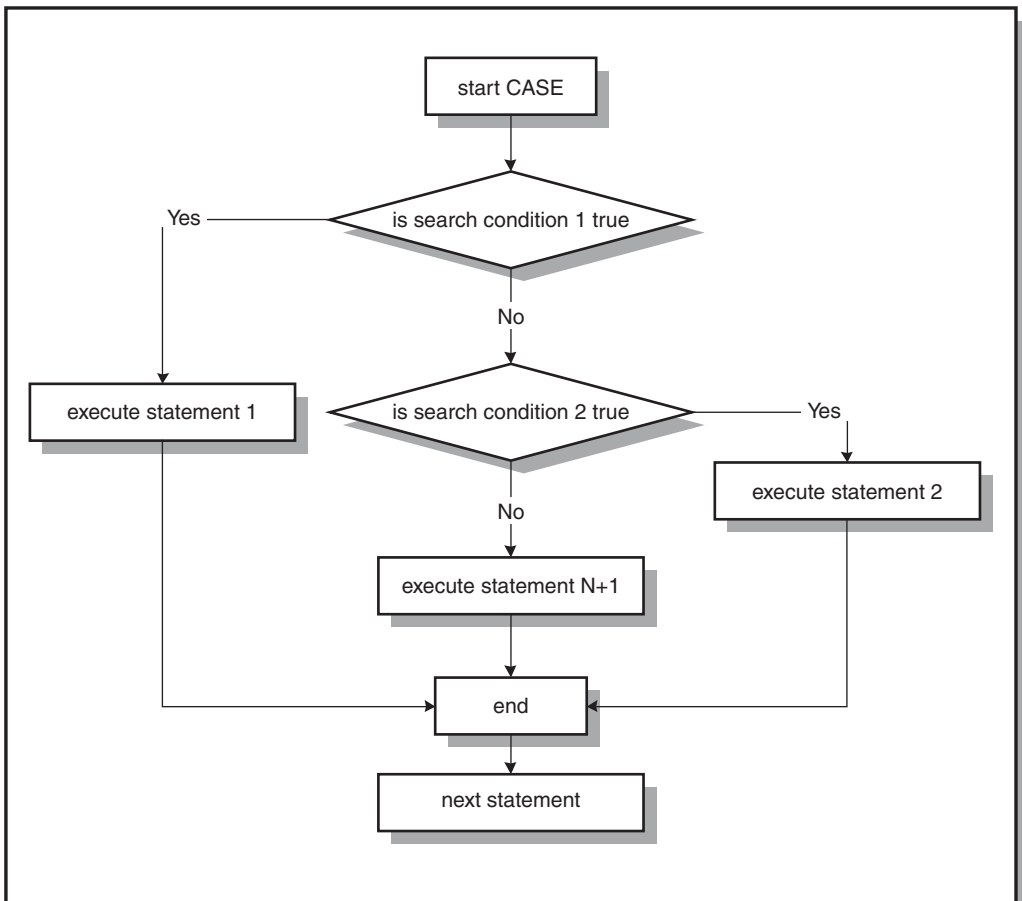 start CASE
is search condition 1 true
Yes
No
execute statement 1
is search condition 2 true
Yes
execute statement 2
No
execute statement N+1
end
next statement